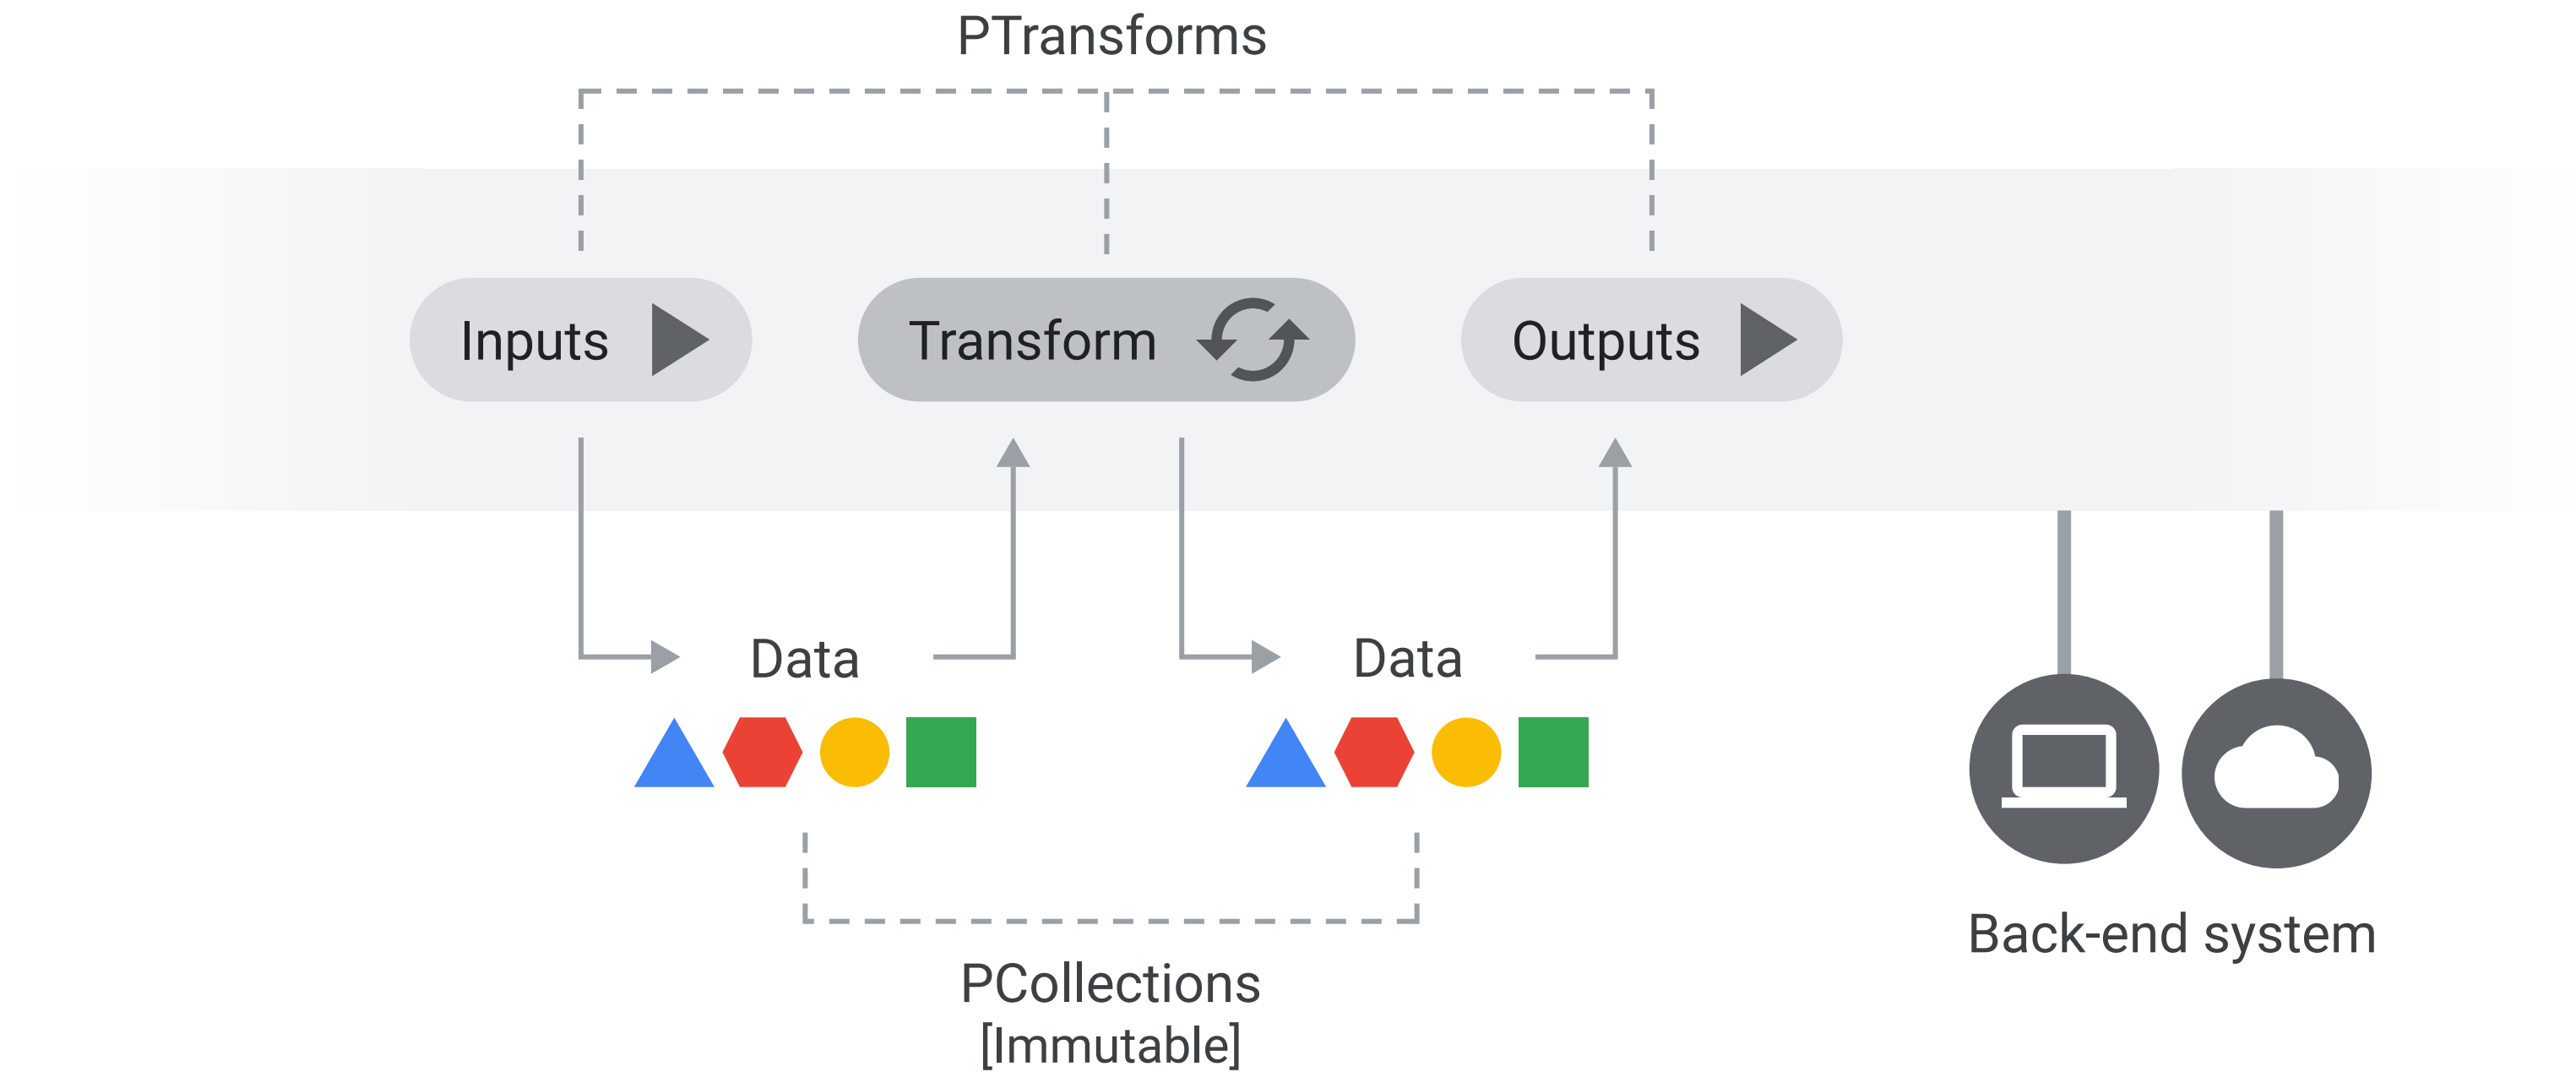 PTransforms
Inputs
Transform
Outputs
Data
Data
Back-end system
PCollections
[Immutable]